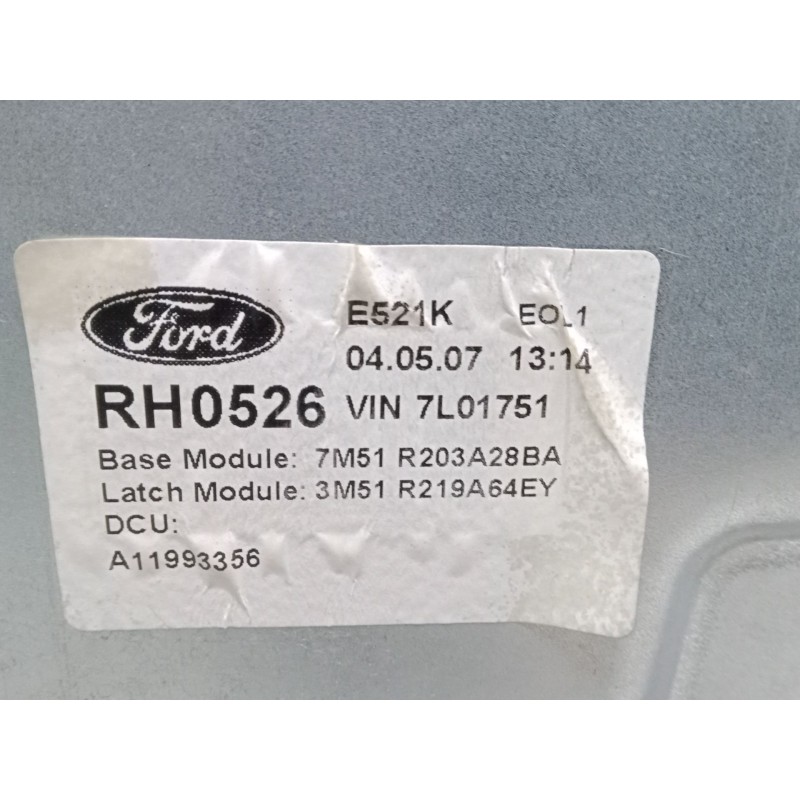 Ford
E521K EOL1
04.05.07 13:14
RH0526 VIN 7L01751
Base Module: 7M51 R203A28BA
Latch Module: 3M51 R219A64EY
DCU:
A11993356